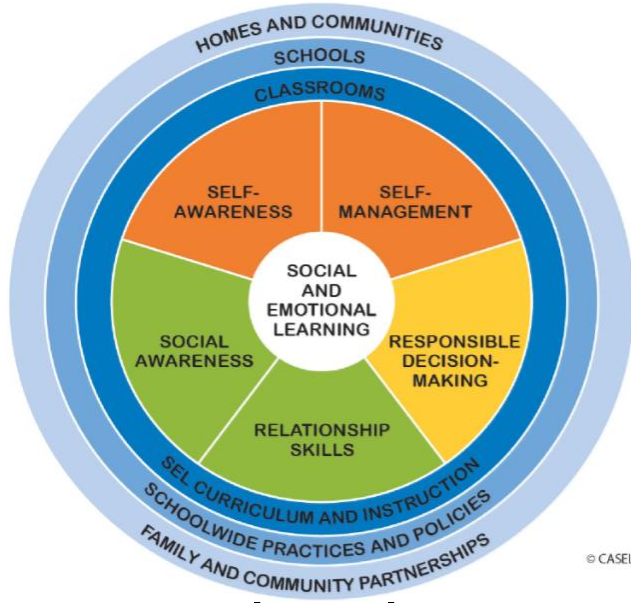 HOMES AND COMMUNITIES
SCHOOLS
CLASSROOMS
SELF-
AWARENESS
SELF-
MANAGEMENT
SOCIAL
AND
EMOTIONAL
LEARNING
SOCIAL
AWARENESS
RESPONSIBLE
DECISION-
MAKING
RELATIONSHIP
SKILLS
SEL CURRICULUM AND INSTRUCTION
SCHOOLWIDE PRACTICES AND POLICIES
FAMILY AND COMMUNITY PARTNERSHIPS
© CASEL